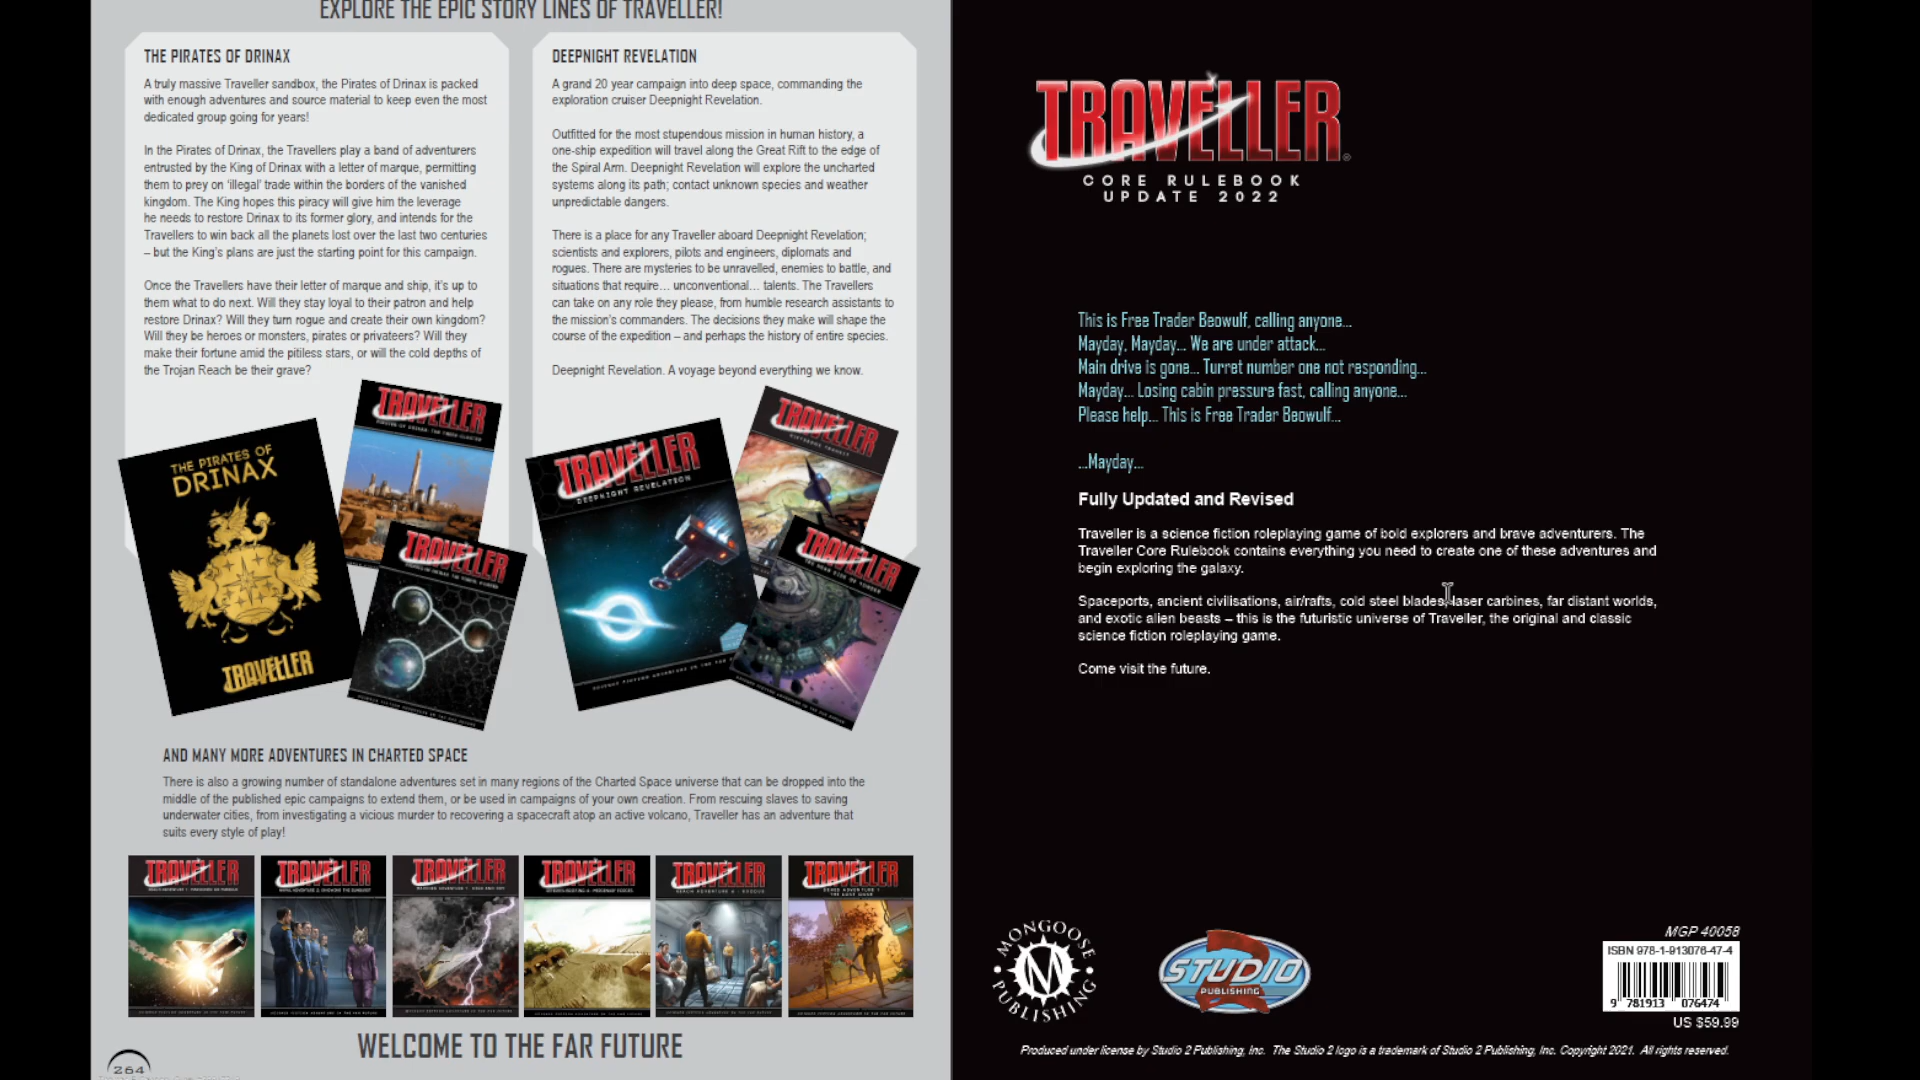 EXPLORE THE EPIC STORY LINES OF TRAVELLER!
THE PIRATES OF DRINAX
A truly massive Traveller sandbox, the Pirates of Drinax is packed
with enough adventures and source material to keep even the most
dedicated group going for years!
In the Pirates of Drinax, the Travellers play a band of adventurers
entrusted by the King of Drinax with a letter of marque, permitting
them to prey on ‘illegal’ trade within the borders of the vanished
kingdom. The King hopes this piracy will give him the leverage
he needs to restore Drinax to its former glory, and intends for the
Travellers to win back all the planets lost over the last two centuries
– but the King’s plans are just the starting point for this campaign.
Once the Travellers have their letter of marque and ship, it’s up to
them what to do next. Will they stay loyal to their patron and help
restore Drinax? Will they turn rogue and create their own kingdom?
Will they be heroes or monsters, pirates or privateers? Will they
make their fortune amid the pitiless stars, or will the cold depths of
the Trojan Reach be their grave?
DEEPNIGHT REVELATION
A grand 20 year campaign into deep space, commanding the
exploration cruiser Deepnight Revelation.
Outfitted for the most stupendous mission in human history, a
one-ship expedition will travel along the Great Rift to the edge of
the Spiral Arm. Deepnight Revelation will explore the uncharted
systems along its path; contact unknown species and weather
unpredictable dangers.
There is a place for any Traveller aboard Deepnight Revelation;
scientists and explorers, pilots and engineers, diplomats and
rogues. There are mysteries to be unravelled, enemies to battle, and
situations that require… unconventional… talents. The Travellers
can take on any role they please, from humble research assistants to
the mission’s commanders. The decisions they make will shape the
course of the expedition – and perhaps the history of entire species.
Deepnight Revelation. A voyage beyond everything we know.
THE PIRATES OF
DRINAX
TRAVELLER
TRAVELLER
TRAVELLER
TRAVELLER
DEEPNIGHT REVELATION
TRAVELLER
TRAVELLER
AND MANY MORE ADVENTURES IN CHARTED SPACE
There is also a growing number of standalone adventures set in many regions of the Charted Space universe that can be dropped into the
middle of the published epic campaigns to extend them, or be used in campaigns of your own creation. From rescuing slaves to saving
underwater cities, from investigating a vicious murder to recovering a spacecraft atop an active volcano, Traveller has an adventure that
suits every style of play!
TRAVELLER
TRAVELLER
TRAVELLER
TRAVELLER
TRAVELLER
TRAVELLER
WELCOME TO THE FAR FUTURE
264
TRAVELLER®
CORE RULEBOOK
UPDATE 2022
This is Free Trader Beowulf, calling anyone...
Mayday, Mayday... We are under attack...
Main drive is gone... Turret number one not responding...
Mayday... Losing cabin pressure fast, calling anyone...
Please help... This is Free Trader Beowulf...
...Mayday...
Fully Updated and Revised
Traveller is a science fiction roleplaying game of bold explorers and brave adventurers. The
Traveller Core Rulebook contains everything you need to create one of these adventures and
begin exploring the galaxy.
Spaceports, ancient civilisations, air/rafts, cold steel blades, laser carbines, far distant worlds,
and exotic alien beasts – this is the futuristic universe of Traveller, the original and classic
science fiction roleplaying game.
Come visit the future.
MONGOOSE
M
PUBLISHING
STUDIO
2
PUBLISHING
MGP 40058
ISBN 978-1-913076-47-4
9 781913 076474
US $59.99
Produced under license by Studio 2 Publishing, Inc. The Studio 2 logo is a trademark of Studio 2 Publishing, Inc. Copyright 2021. All rights reserved.